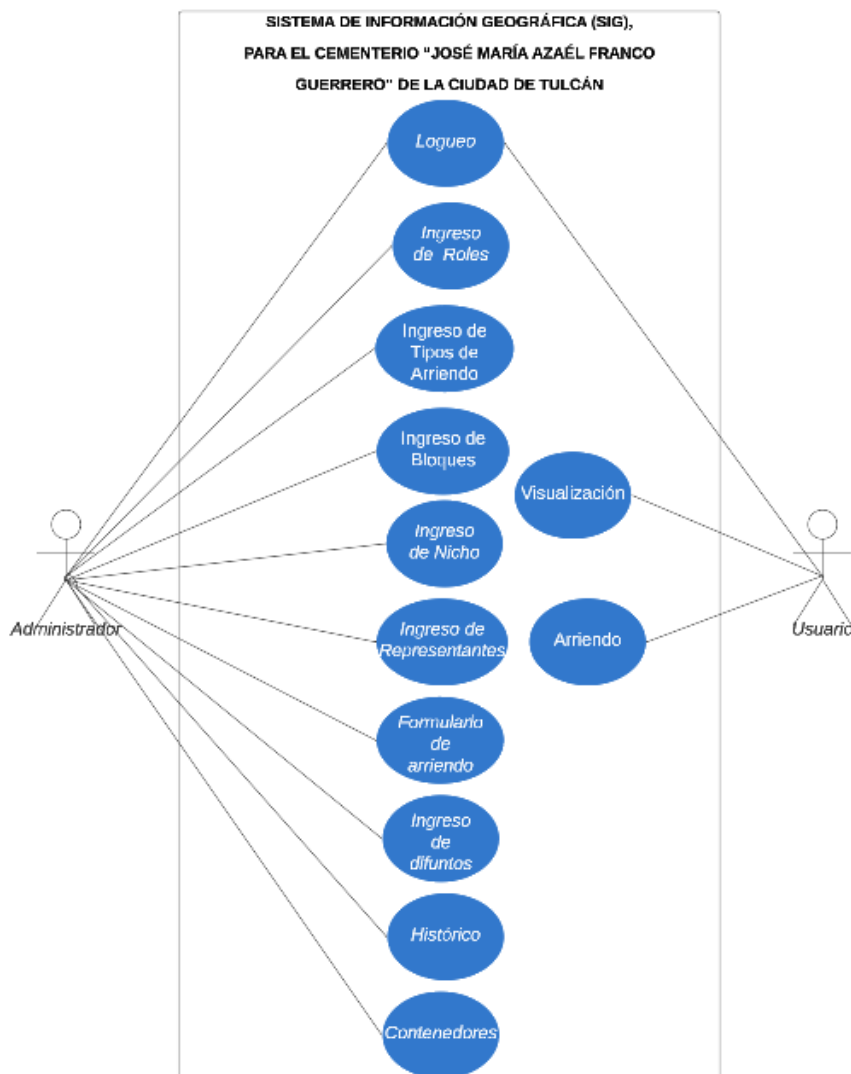 SISTEMA DE INFORMACIÓN GEOGRÁFICA (SIG),
PARA EL CEMENTERIO "JOSÉ MARÍA AZAÉL FRANCO
GUERRERO" DE LA CIUDAD DE TULCÁN
Logueo
Ingreso
de Roles
Ingreso de
Tipos de
Arriendo
Ingreso de
Bloques
Visualización
Ingreso
de Nicho
Administrador
Usuario
Ingreso de
Representantes
Arriendo
Formulario
de
arriendo
Ingreso
de
difuntos
Histórico
Contenedores